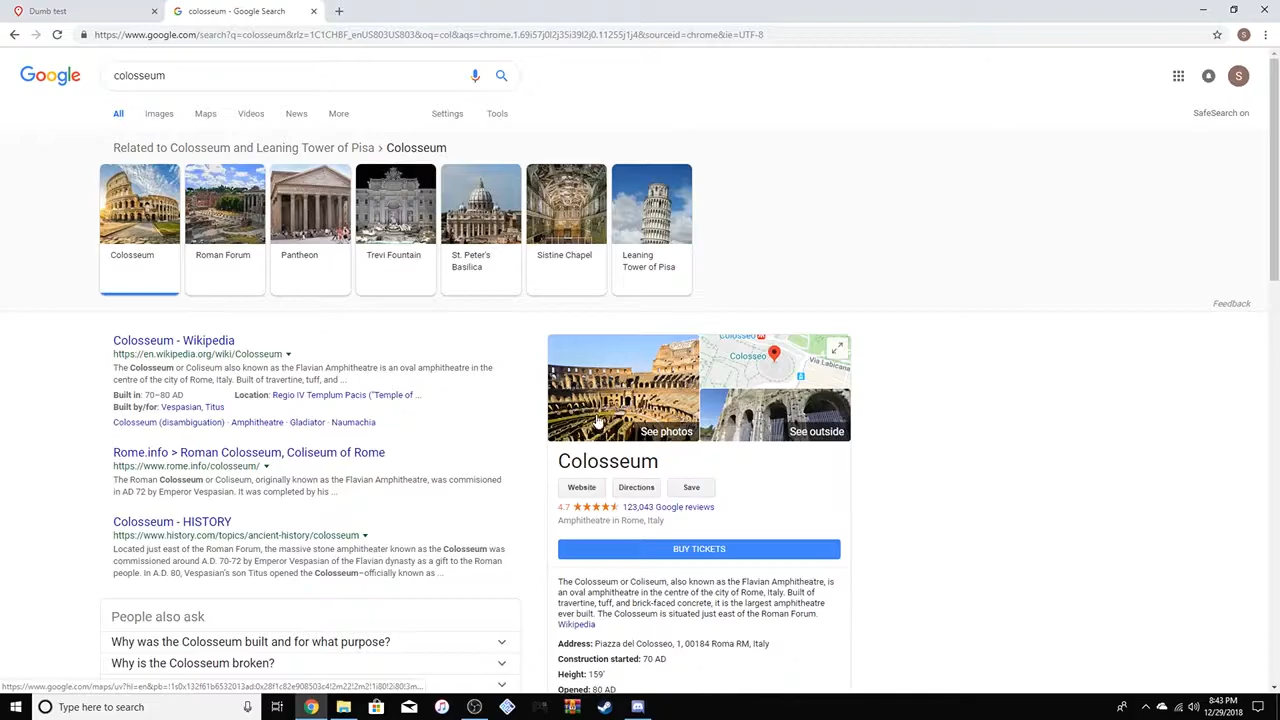 Dumb test
colosseum - Google Search
https://www.google.com/search?q=colosseum&rlz=1C1CHBF_enUS803US803&oq=col&aqs=chrome.1.69i57j0l2j35i39l2j0.11255j1j4&sourceid=chrome&ie=UTF-8
S
Google
colosseum
S
All Images Maps Videos News More Settings Tools
SafeSearch on
Related to Colosseum and Leaning Tower of Pisa > Colosseum
Colosseum
Roman Forum
Pantheon
Trevi Fountain
St. Peter's
Basilica
Sistine Chapel
Leaning
Tower of Pisa
Feedback
Colosseum - Wikipedia
https://en.wikipedia.org/wiki/Colosseum
The Colosseum or Coliseum also known as the Flavian Amphitheatre is an oval amphitheatre in the
centre of the city of Rome, Italy. Built of travertine, tuff, and ...
Built in: 70–80 AD Location: Regio IV Templum Pacis ("Temple of ...
Built by/for: Vespasian, Titus
Colosseum (disambiguation) · Amphitheatre · Gladiator · Naumachia
Rome.info > Roman Colosseum, Coliseum of Rome
https://www.rome.info/colosseum/
The Roman Colosseum or Coliseum, originally known as the Flavian Amphitheatre, was commisioned
in AD 72 by Emperor Vespasian. It was completed by his ...
Colosseum - HISTORY
https://www.history.com/topics/ancient-history/colosseum
Located just east of the Roman Forum, the massive stone amphitheater known as the Colosseum was
commissioned around A.D. 70-72 by Emperor Vespasian of the Flavian dynasty as a gift to the Roman
people. In A.D. 80, Vespasian's son Titus opened the Colosseum–officially known as ...
People also ask
Why was the Colosseum built and for what purpose?
Why is the Colosseum broken?
Colosseo
Colosseo
Via Labicana
See photos
See outside
Colosseum
Website Directions Save
4.7 123,043 Google reviews
Amphitheatre in Rome, Italy
BUY TICKETS
The Colosseum or Coliseum, also known as the Flavian Amphitheatre, is
an oval amphitheatre in the centre of the city of Rome, Italy. Built of
travertine, tuff, and brick-faced concrete, it is the largest amphitheatre
ever built. The Colosseum is situated just east of the Roman Forum.
Wikipedia
Address: Piazza del Colosseo, 1, 00184 Roma RM, Italy
Construction started: 70 AD
Height: 159'
Opened: 80 AD
Type here to search
8:43 PM
12/29/2018